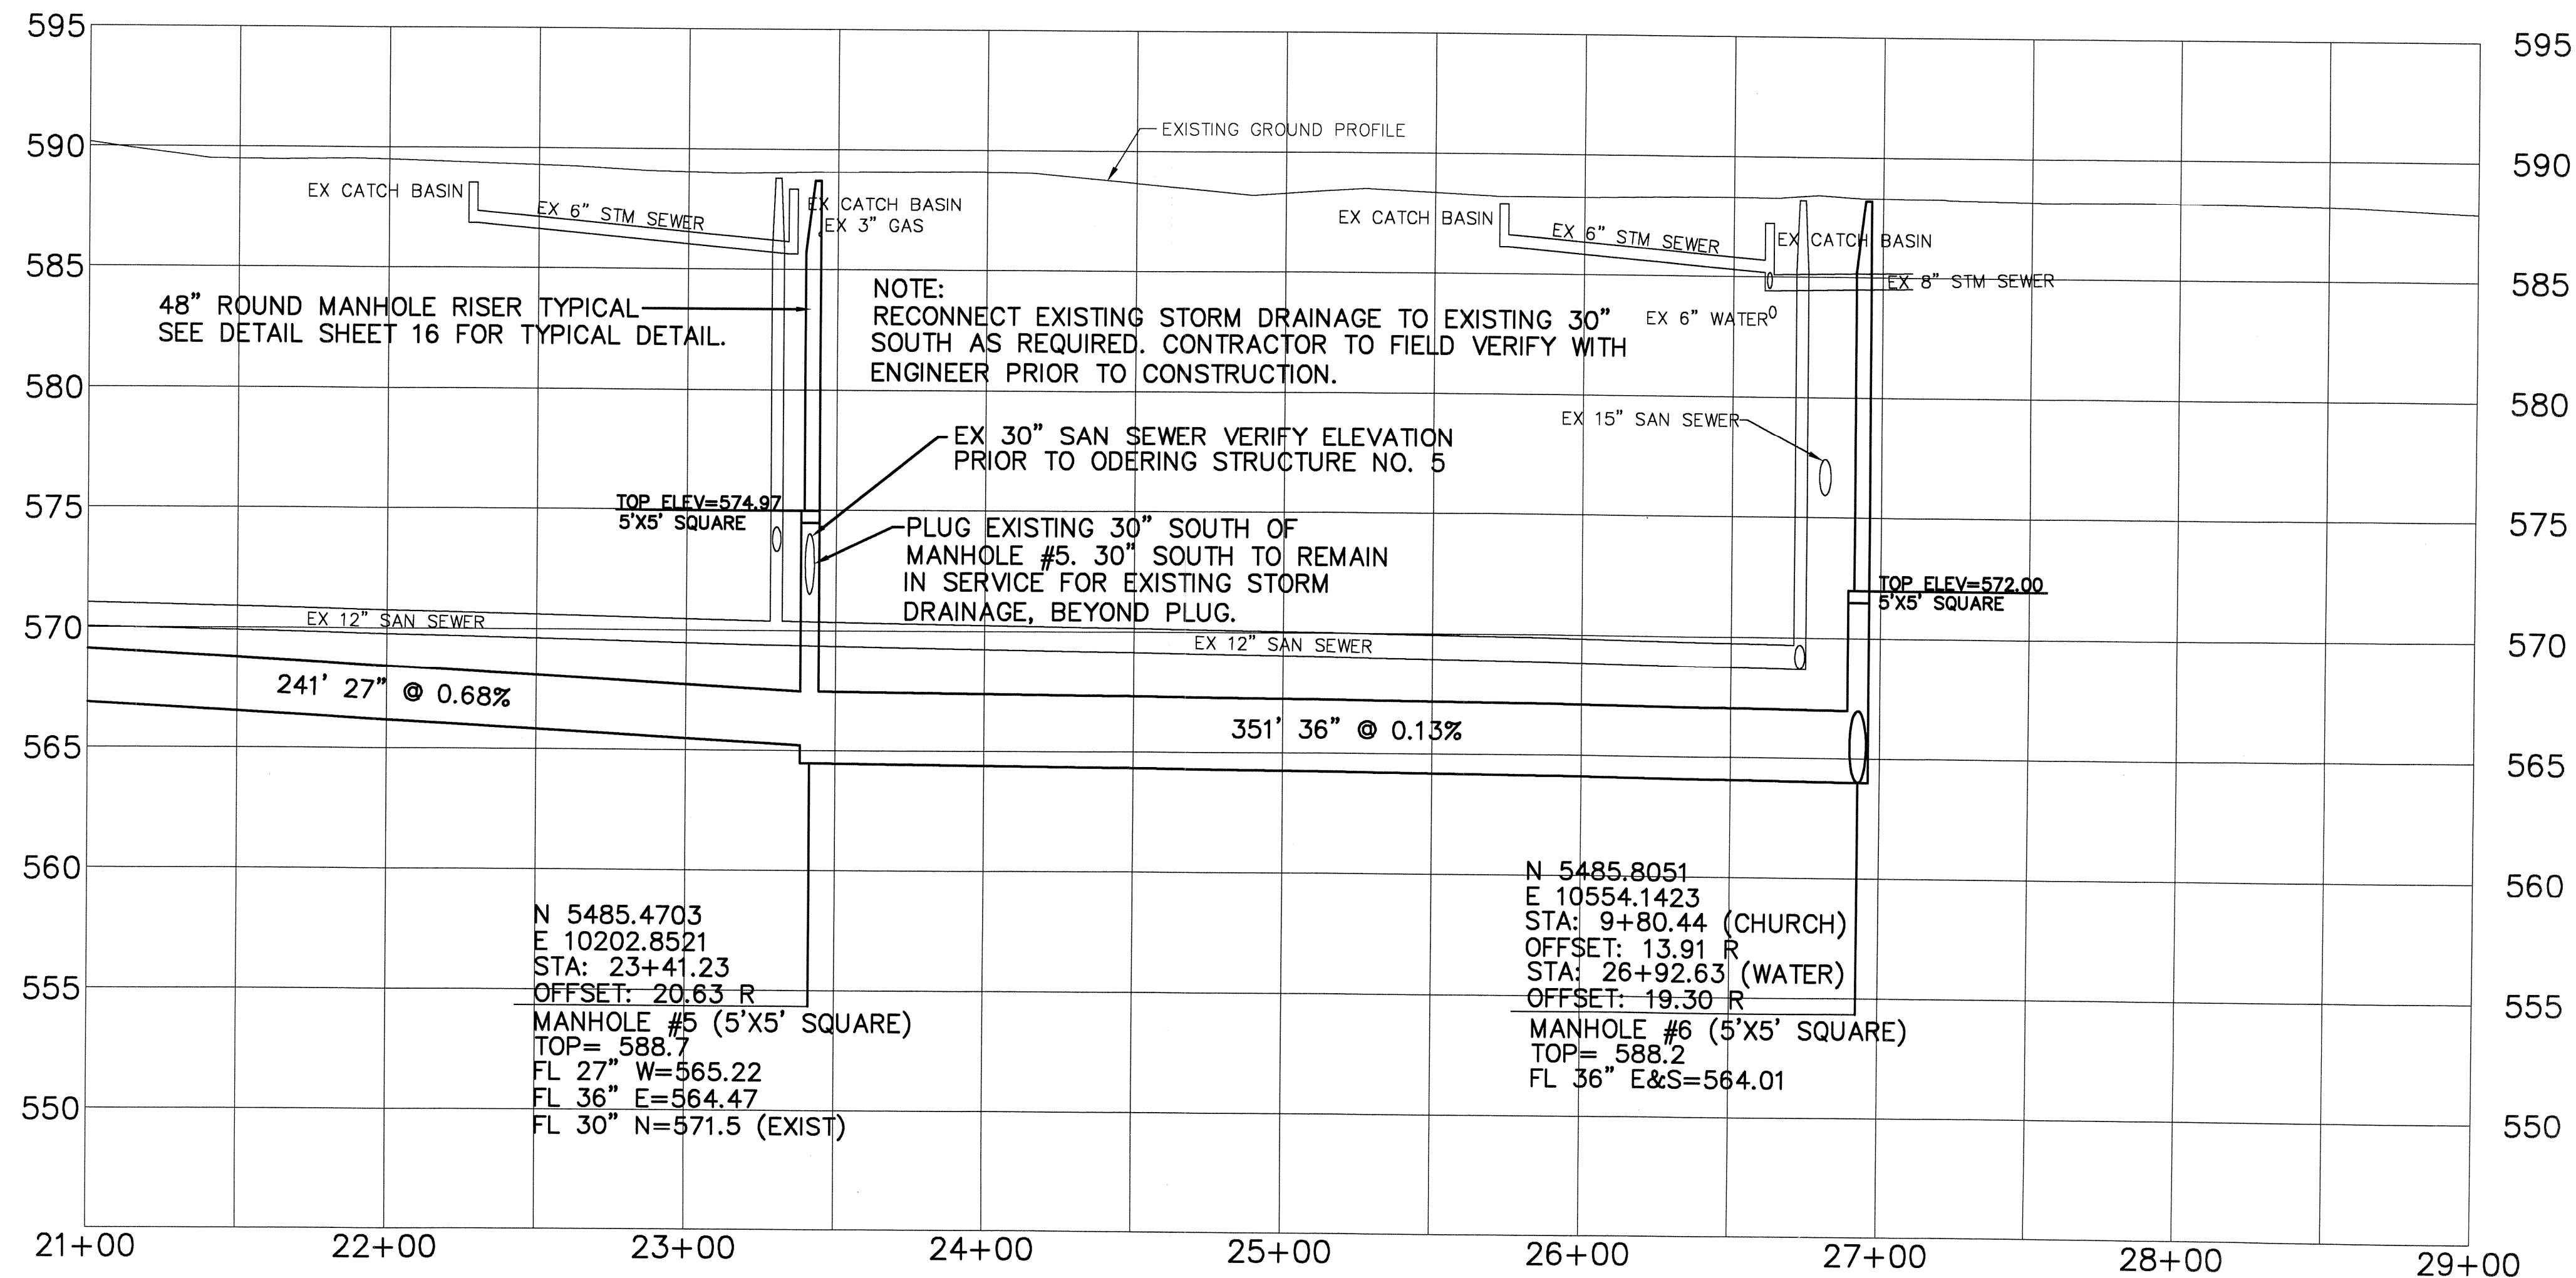 595
595
EXISTING GROUND PROFILE
590
590
EX CATCH BASIN
EX 6” STM SEWER
EX CATCH BASIN
EX 3” GAS
EX CATCH BASIN
EX 6” STM SEWER
EX CATCH BASIN
585
585
EX 8” STM SEWER
48” ROUND MANHOLE RISER TYPICAL
SEE DETAIL SHEET 16 FOR TYPICAL DETAIL.
NOTE:
RECONNECT EXISTING STORM DRAINAGE TO EXISTING 30”
SOUTH AS REQUIRED. CONTRACTOR TO FIELD VERIFY WITH
ENGINEER PRIOR TO CONSTRUCTION.
EX 6” WATER
580
580
EX 15” SAN SEWER
EX 30” SAN SEWER VERIFY ELEVATION
PRIOR TO ODERING STRUCTURE NO. 5
575
575
TOP ELEV=574.97
5'X5' SQUARE
PLUG EXISTING 30” SOUTH OF
MANHOLE #5. 30” SOUTH TO REMAIN
IN SERVICE FOR EXISTING STORM
DRAINAGE, BEYOND PLUG.
TOP ELEV=572.00
5'X5' SQUARE
570
570
EX 12” SAN SEWER
EX 12” SAN SEWER
241' 27” @ 0.68%
351' 36” @ 0.13%
565
565
560
560
N 5485.4703
E 10202.8521
STA: 23+41.23
OFFSET: 20.63 R
MANHOLE #5 (5'X5' SQUARE)
TOP= 588.7
FL 27” W=565.22
FL 36” E=564.47
FL 30” N=571.5 (EXIST)
N 5485.8051
E 10554.1423
STA: 9+80.44 (CHURCH)
OFFSET: 13.91 R
STA: 26+92.63 (WATER)
OFFSET: 19.30 R
MANHOLE #6 (5'X5' SQUARE)
TOP= 588.2
FL 36” E&S=564.01
555
555
550
550
21+00
22+00
23+00
24+00
25+00
26+00
27+00
28+00
29+00